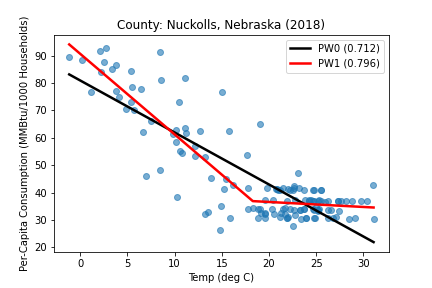 County: Nuckolls, Nebraska (2018)
PW0 (0.712)
PW1 (0.796)
Per-Capita Consumption (MMBtu/1000 Households)
90
80
70
60
50
40
30
20
0 5 10 15 20 25 30
Temp (deg C)